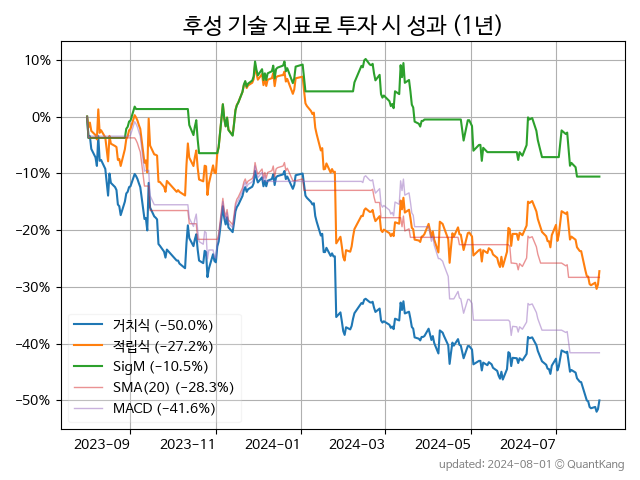 후성 기술 지표로 투자 시 성과 (1년)
10%
0%
−10%
−20%
−30%
−40%
−50%
거치식 (−50.0%)
적립식 (−27.2%)
SigM (−10.5%)
SMA(20) (−28.3%)
MACD (−41.6%)
2023-09 2023-11 2024-01 2024-03 2024-05 2024-07
updated: 2024-08-01 © QuantKang